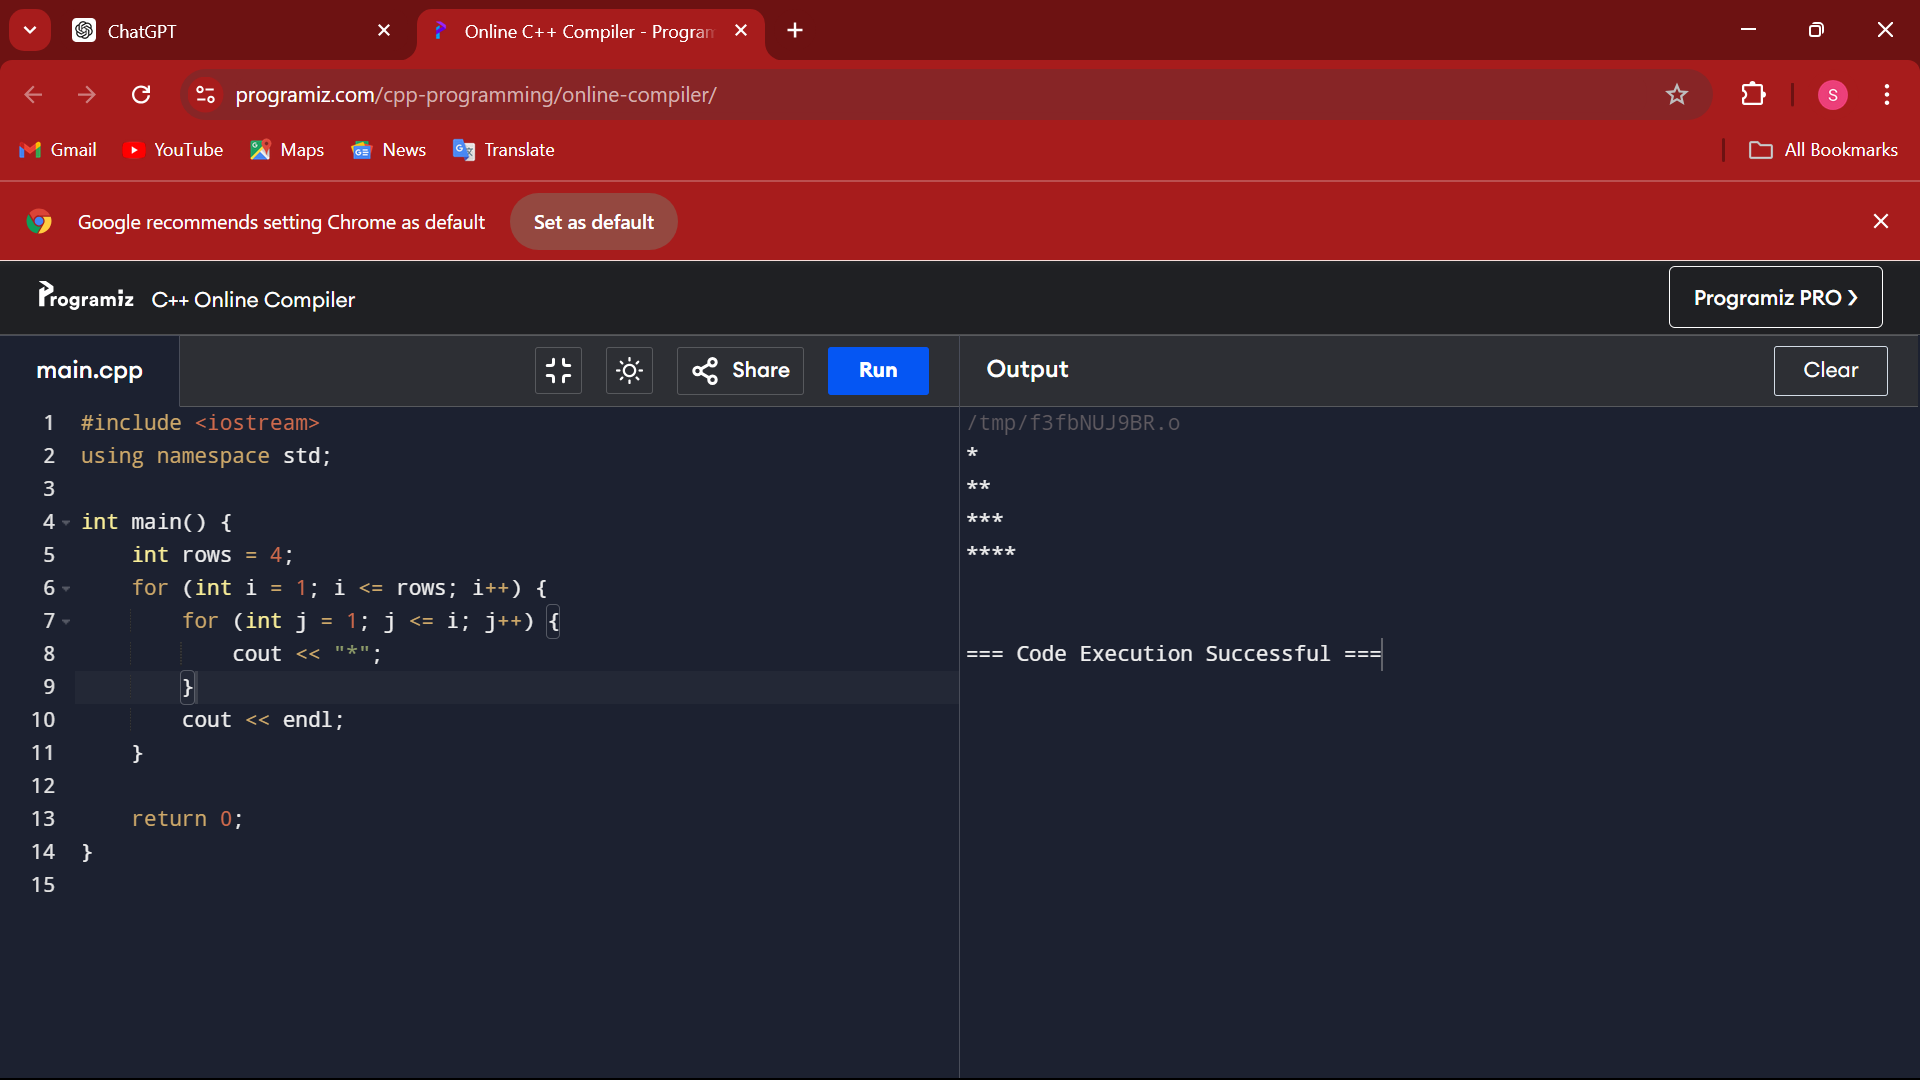 ChatGPT
Online C++ Compiler - Program
programiz.com/cpp-programming/online-compiler/
S
Gmail YouTube Maps News Translate All Bookmarks
Google recommends setting Chrome as default Set as default
Programiz C++ Online Compiler Programiz PRO ❯
main.cpp Share Run Output Clear
1 #include <iostream>
2 using namespace std;
3
4 int main() {
5     int rows = 4;
6     for (int i = 1; i <= rows; i++) {
7         for (int j = 1; j <= i; j++) {
8             cout << "*";
9         }
10         cout << endl;
11     }
12
13     return 0;
14 }
15
/tmp/f3fbNUJ9BR.o
*
**
***
****
=== Code Execution Successful ===